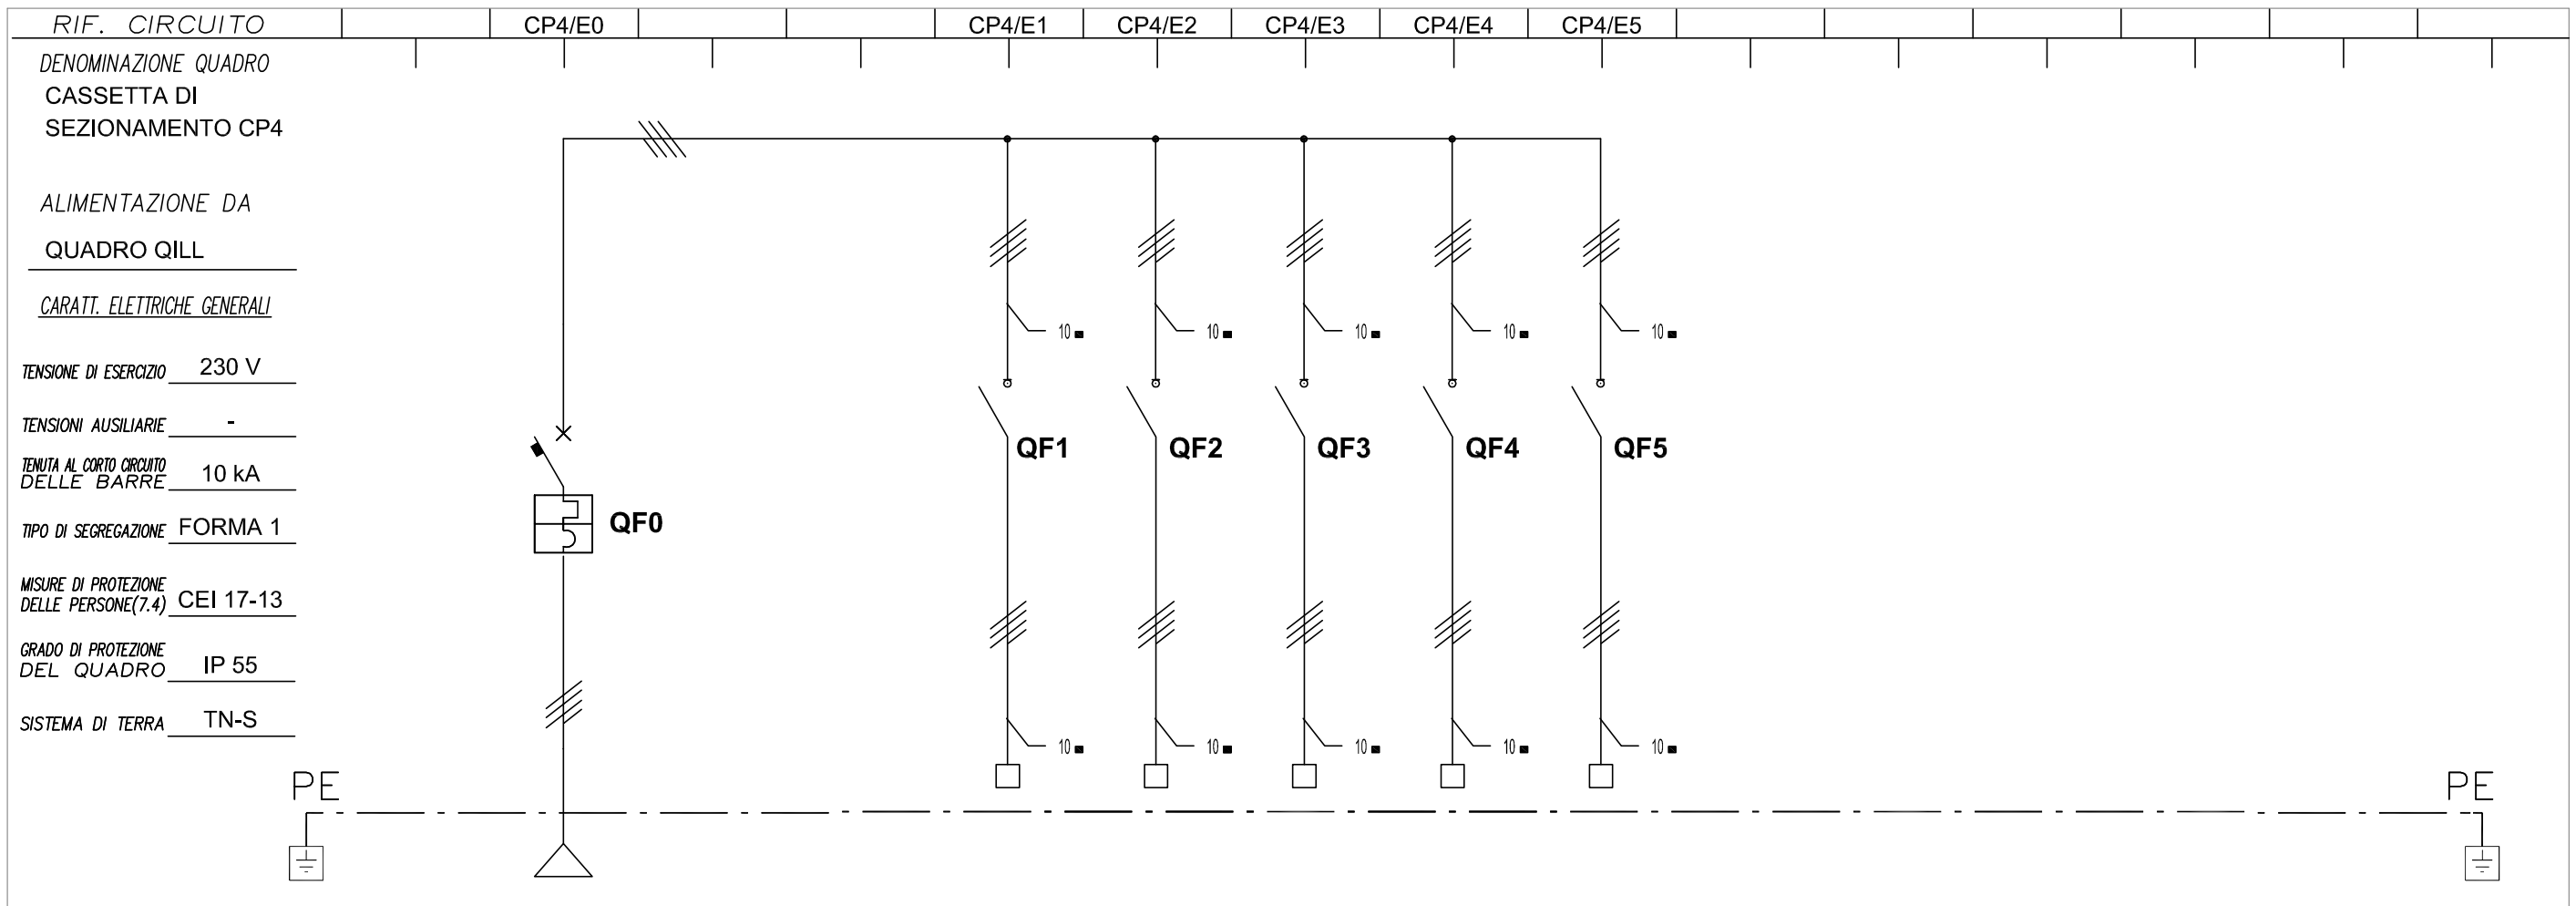 RIF. CIRCUITO CP4/E0 CP4/E1 CP4/E2 CP4/E3 CP4/E4 CP4/E5
DENOMINAZIONE QUADRO
CASSETTA DI
SEZIONAMENTO CP4
ALIMENTAZIONE DA
QUADRO QILL
CARATT. ELETTRICHE GENERALI
10 10 10 10 10
TENSIONE DI ESERCIZIO 230 V
TENSIONI AUSILIARIE -
QF1 QF2 QF3 QF4 QF5
TENUTA AL CORTO CIRCUITO
DELLE BARRE 10 kA
TIPO DI SEGREGAZIONE FORMA 1
QF0
MISURE DI PROTEZIONE
DELLE PERSONE(7.4) CEI 17-13
GRADO DI PROTEZIONE
DEL QUADRO IP 55
SISTEMA DI TERRA TN-S
10 10 10 10 10
PE PE